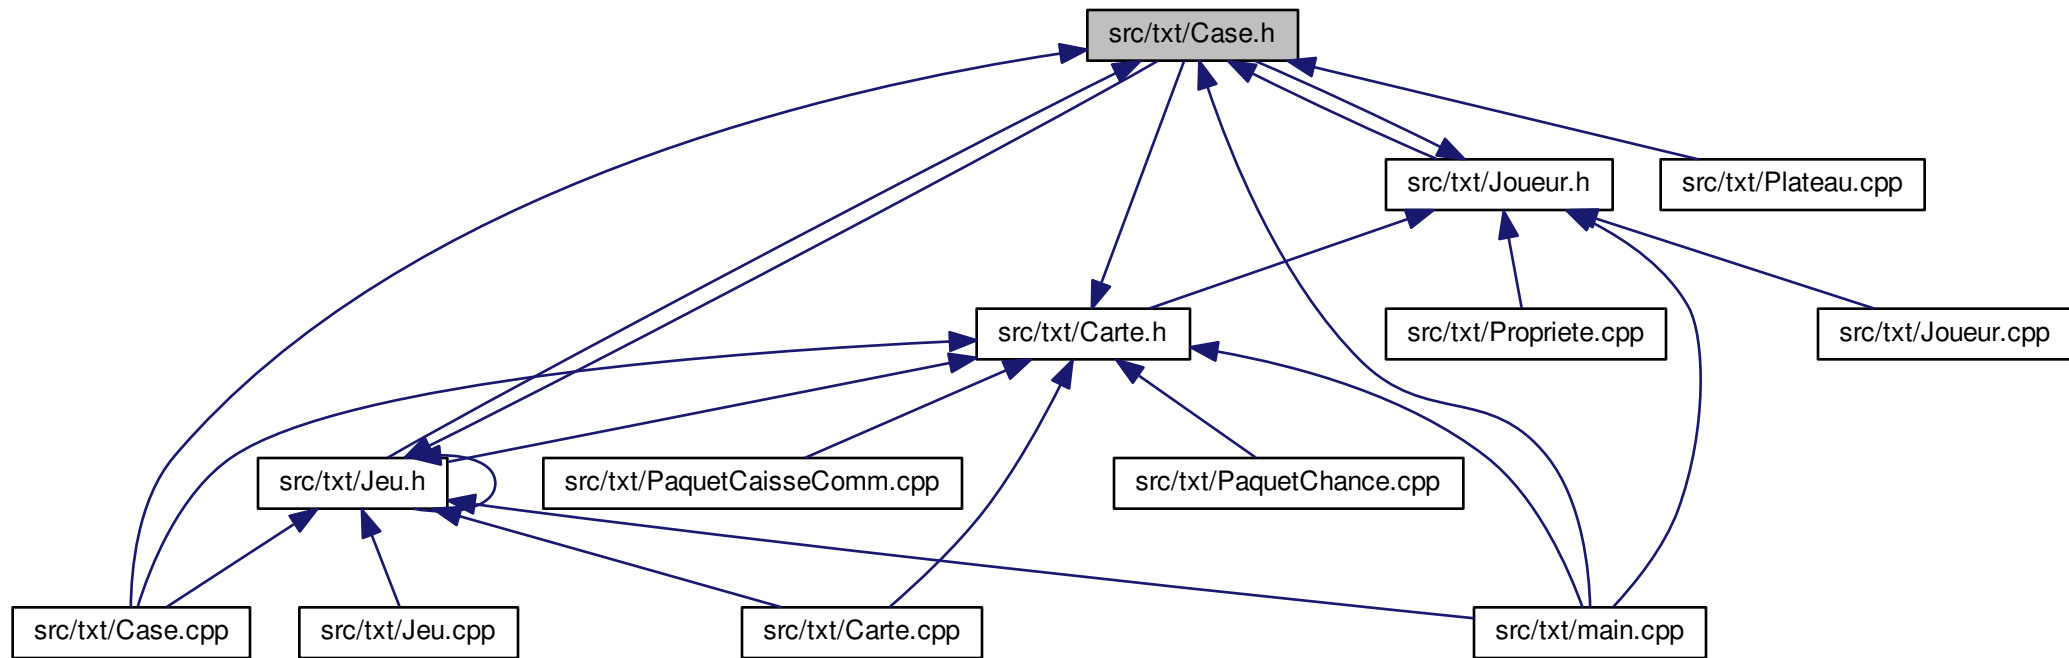 src/txt/Case.h
src/txt/Joueur.h
src/txt/Plateau.cpp
src/txt/Carte.h
src/txt/Propriete.cpp
src/txt/Joueur.cpp
src/txt/Jeu.h
src/txt/PaquetCaisseComm.cpp
src/txt/PaquetChance.cpp
src/txt/Case.cpp
src/txt/Jeu.cpp
src/txt/Carte.cpp
src/txt/main.cpp